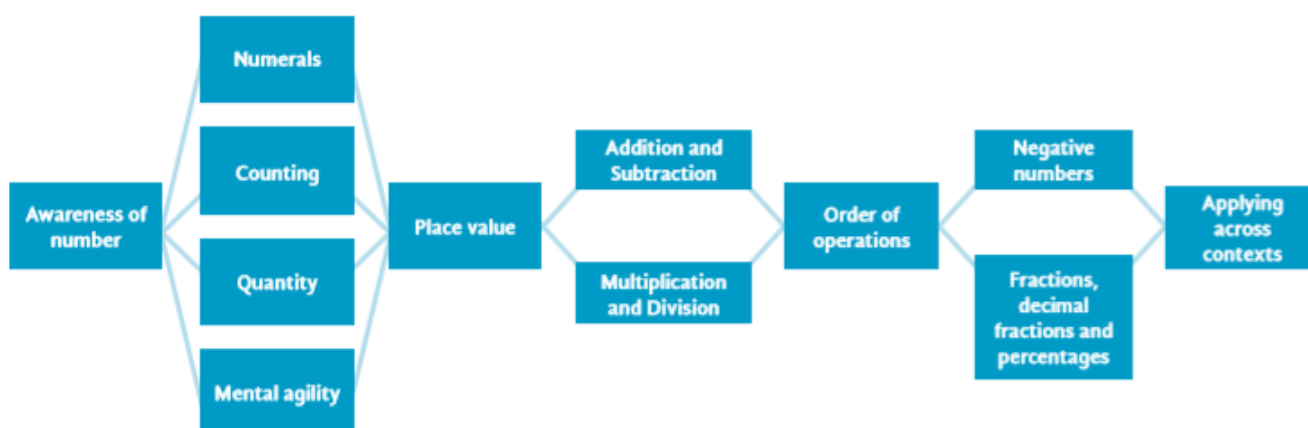 Awareness of
number
Numerals
Counting
Quantity
Mental agility
Place value
Addition and
Subtraction
Multiplication
and Division
Order of
operations
Negative
numbers
Fractions,
decimal
fractions and
percentages
Applying
across
contexts